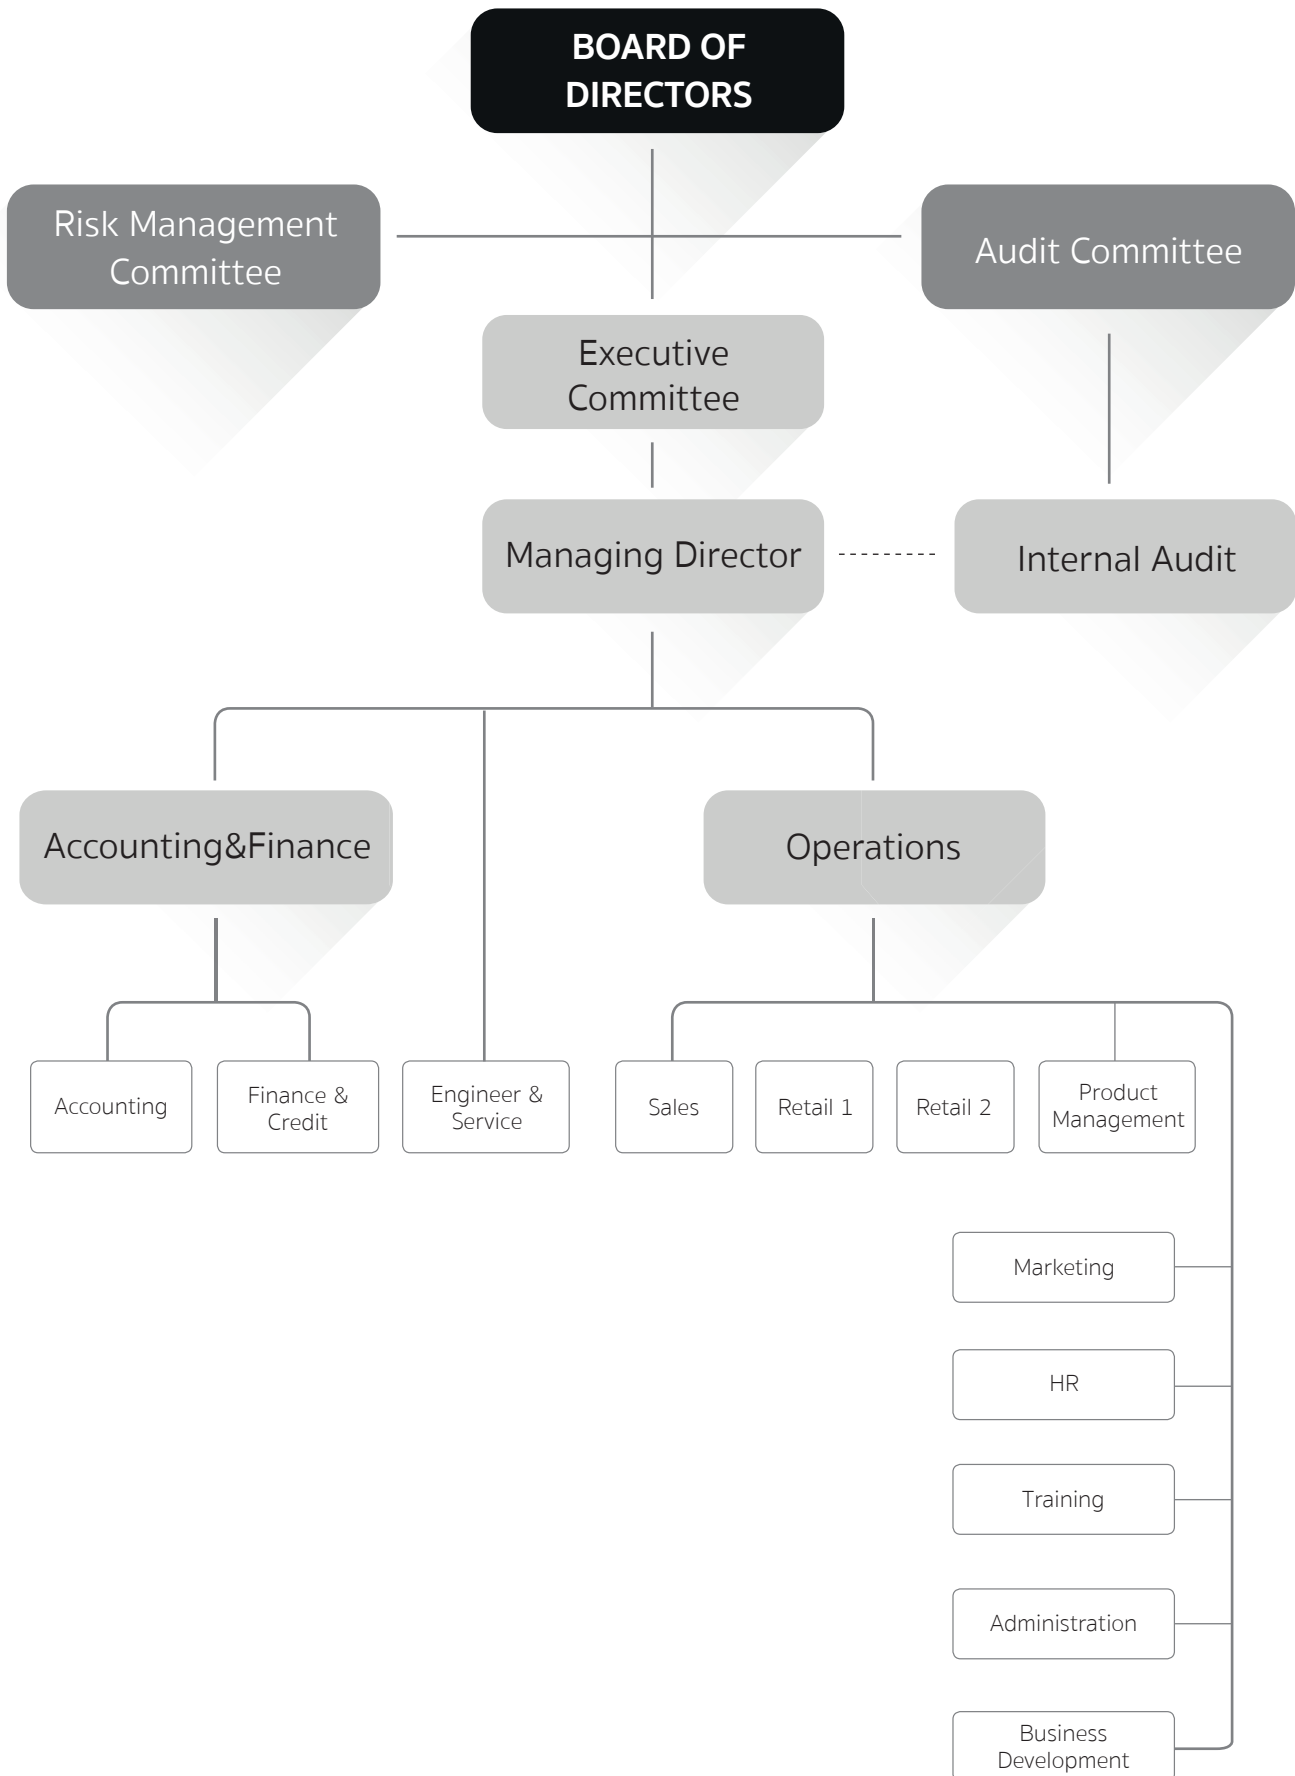 BOARD OF
DIRECTORS
Risk Management
Committee
Audit Committee
Executive
Committee
Managing Director
Internal Audit
Accounting&Finance
Operations
Accounting
Finance &
Credit
Engineer &
Service
Sales
Retail 1
Retail 2
Product
Management
Marketing
HR
Training
Administration
Business
Development